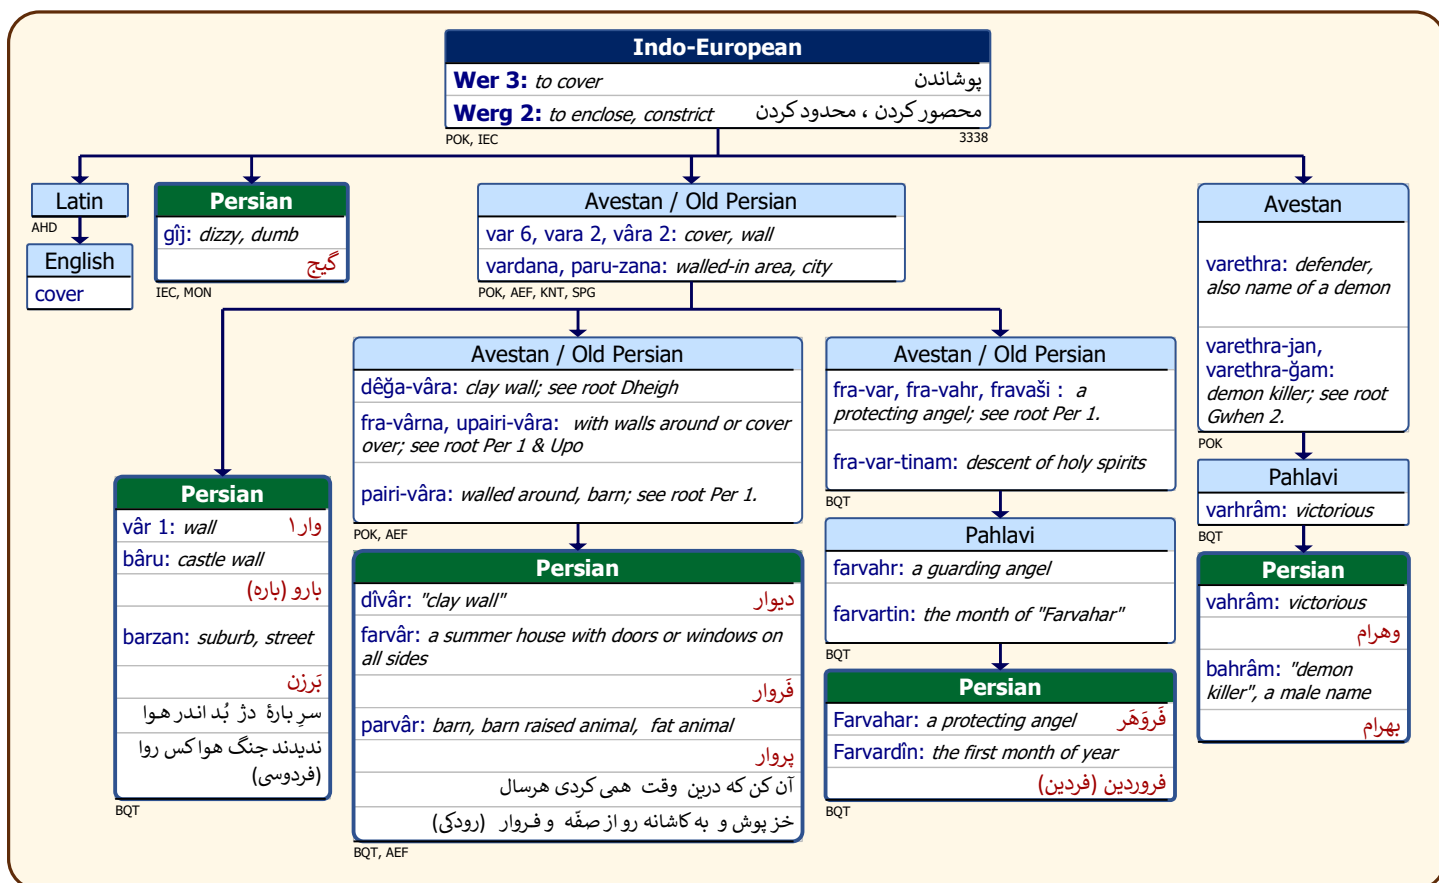 Indo-European
Wer 3: to cover پوشاندن
Werg 2: to enclose, constrict محصور کردن ، محدود کردن
POK, IEC 3338
Latin
AHD
English
cover
Persian
gîj: dizzy, dumb
گیج
IEC, MON
Avestan / Old Persian
var 6, vara 2, vâra 2: cover, wall
vardana, paru-zana: walled-in area, city
POK, AEF, KNT, SPG
Avestan
varethra: defender,
also name of a demon
varethra-jan,
varethra-ğam:
demon killer; see root
Gwhen 2.
POK
Pahlavi
varhrâm: victorious
BQT
Persian
vahrâm: victorious
وهرام
bahrâm: "demon
killer", a male name
بهرام
BQT
Persian
vâr 1: wall وار ۱
bâru: castle wall
بارو (باره)
barzan: suburb, street
بَرزن
سرِ بارهٔ دژ بُد اندر هوا
ندیدند جنگ هوا کس روا
(فردوسی)
BQT
Avestan / Old Persian
dêğa-vâra: clay wall; see root Dheigh
fra-vârna, upairi-vâra: with walls around or cover
over; see root Per 1 & Upo
pairi-vâra: walled around, barn; see root Per 1.
POK, AEF
Persian
dîvâr: "clay wall" دیوار
farvâr: a summer house with doors or windows on
all sides
فَروار
parvâr: barn, barn raised animal, fat animal
پروار
آن کن که درین وقت همی کردی هرسال
خز پوش و به کاشانه رو از صفّه و فروار (رودکی)
BQT, AEF
Avestan / Old Persian
fra-var, fra-vahr, fravaši : a
protecting angel; see root Per 1.
fra-var-tinam: descent of holy spirits
BQT
Pahlavi
farvahr: a guarding angel
farvartin: the month of "Farvahar"
BQT
Persian
Farvahar: a protecting angel فَروَهَر
Farvardîn: the first month of year
فروردین (فردین)
BQT